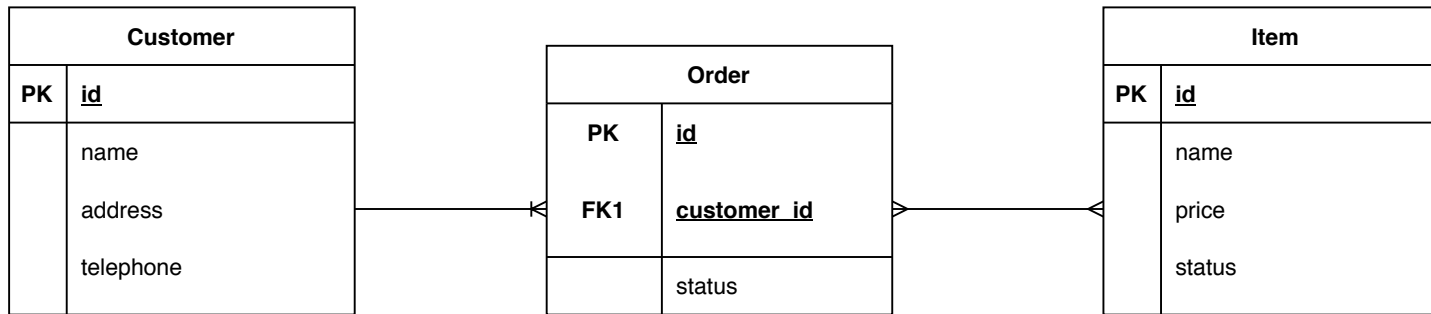 Customer
PK id
name
address
telephone
Order
PK id
FK1 customer_id
status
Item
PK id
name
price
status